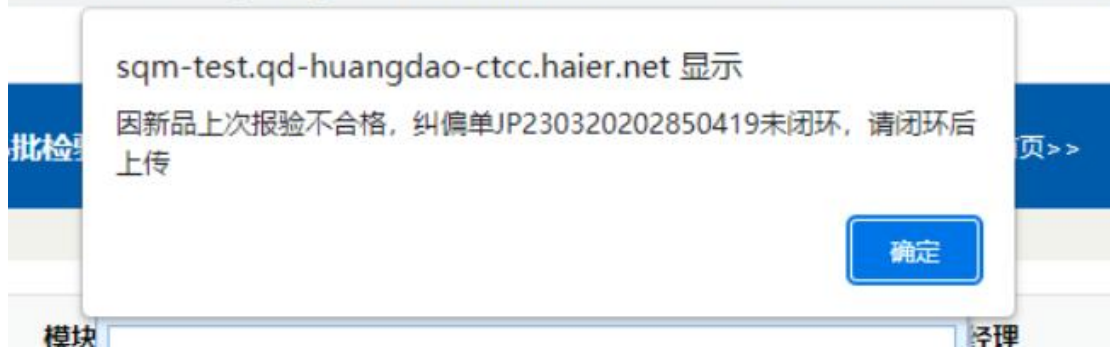 sqm-test.qd-huangdao-ctcc.haier.net 显示
因新品上次报验不合格，纠偏单JP230320202850419未闭环，请闭环后
上传
批检验
页>>
确定
模块
经理